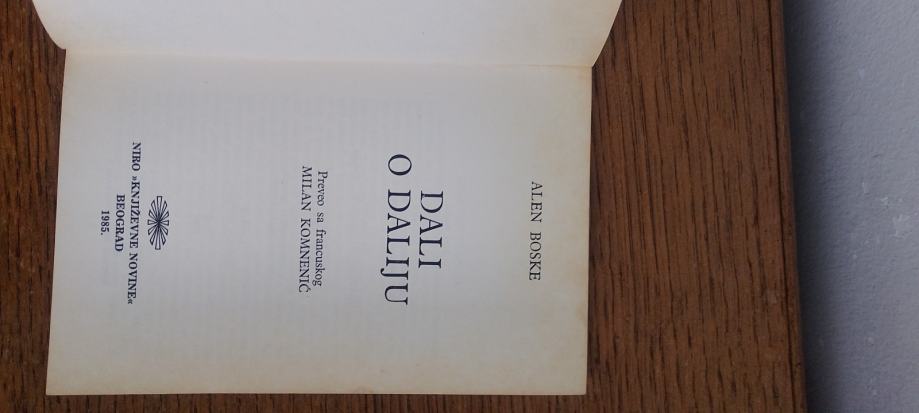 ALEN BOSKE
DALI
O DALIJU
Preveo sa francuskog
MILAN KOMNENIĆ
NIRO »KNJIŽEVNE NOVINE«
BEOGRAD
1985.